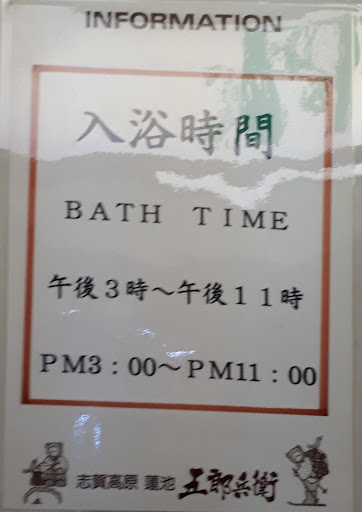 INFORMATION
入浴時間
BATH TIME
午後３時～午後１１時
PM3：00～PM11：00
志賀高原 蓮池 五郎兵衛